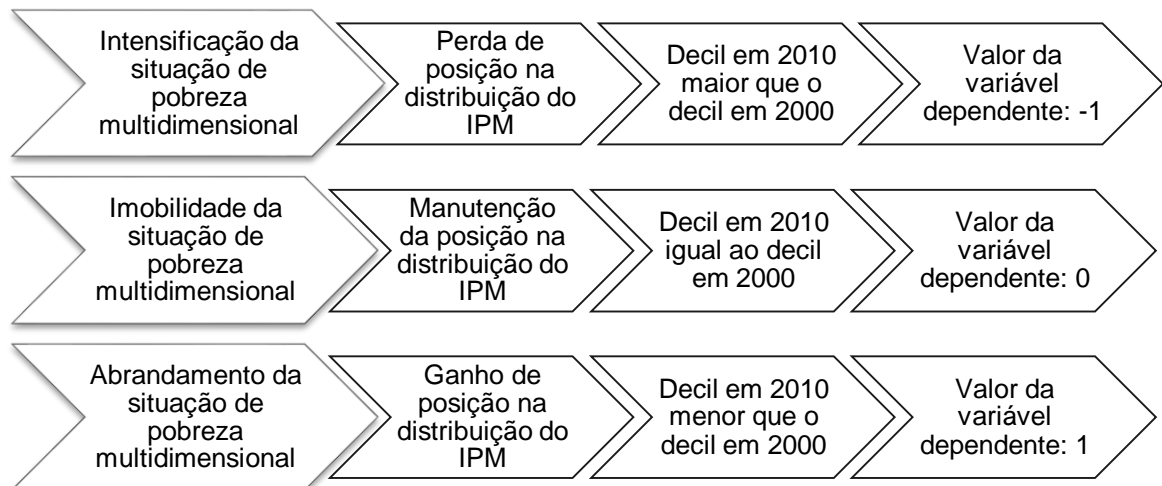 Intensificação da
situação de
pobreza
multidimensional
Perda de
posição na
distribuição do
IPM
Decil em 2010
maior que o
decil em 2000
Valor da
variável
dependente: -1
Imobilidade da
situação de
pobreza
multidimensional
Manutenção
da posição na
distribuição do
IPM
Decil em 2010
igual ao decil
em 2000
Valor da
variável
dependente: 0
Abrandamento da
situação de
pobreza
multidimensional
Ganho de
posição na
distribuição do
IPM
Decil em 2010
menor que o
decil em 2000
Valor da
variável
dependente: 1